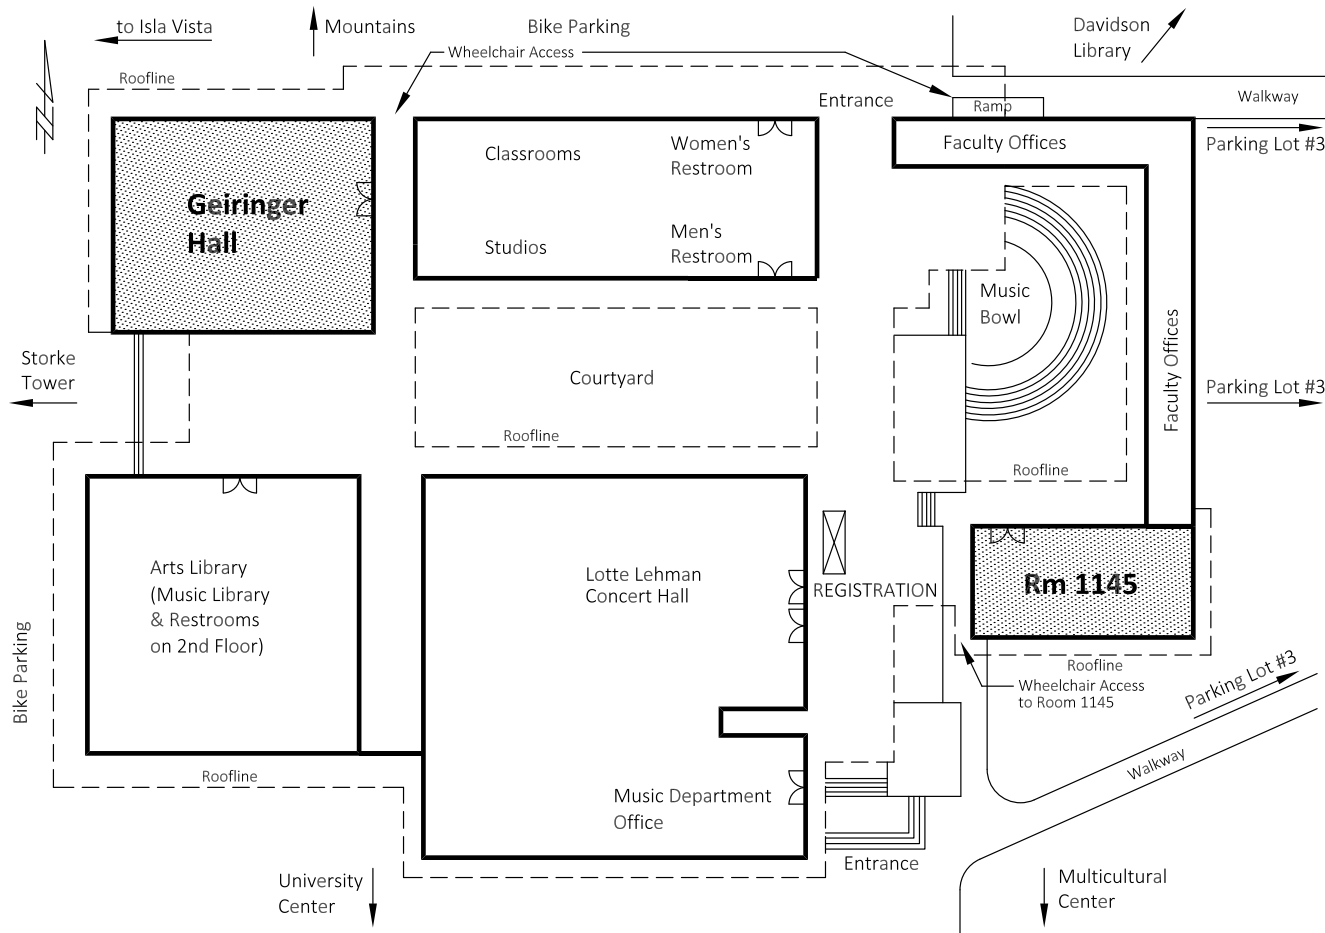 to Isla Vista
Mountains
Bike Parking
Davidson
Library
Wheelchair Access
Roofline
Entrance
Ramp
Walkway
Parking Lot #3
Classrooms
Women's
Restroom
Faculty Offices
Geiringer
Hall
Studios
Men's
Restroom
Music
Bowl
Faculty Offices
Storke
Tower
Courtyard
Parking Lot #3
Roofline
Roofline
Arts Library
(Music Library
& Restrooms
on 2nd Floor)
Lotte Lehman
Concert Hall
REGISTRATION
Rm 1145
Bike Parking
Roofline
Wheelchair Access
to Room 1145
Parking Lot #3
Walkway
Roofline
Music Department
Office
Entrance
University
Center
Multicultural
Center